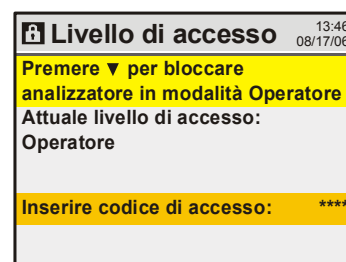 Livello di accesso
13:46
08/17/06
Premere ▼ per bloccare
analizzatore in modalità Operatore
Attuale livello di accesso:
Operatore
Inserire codice di accesso: ****